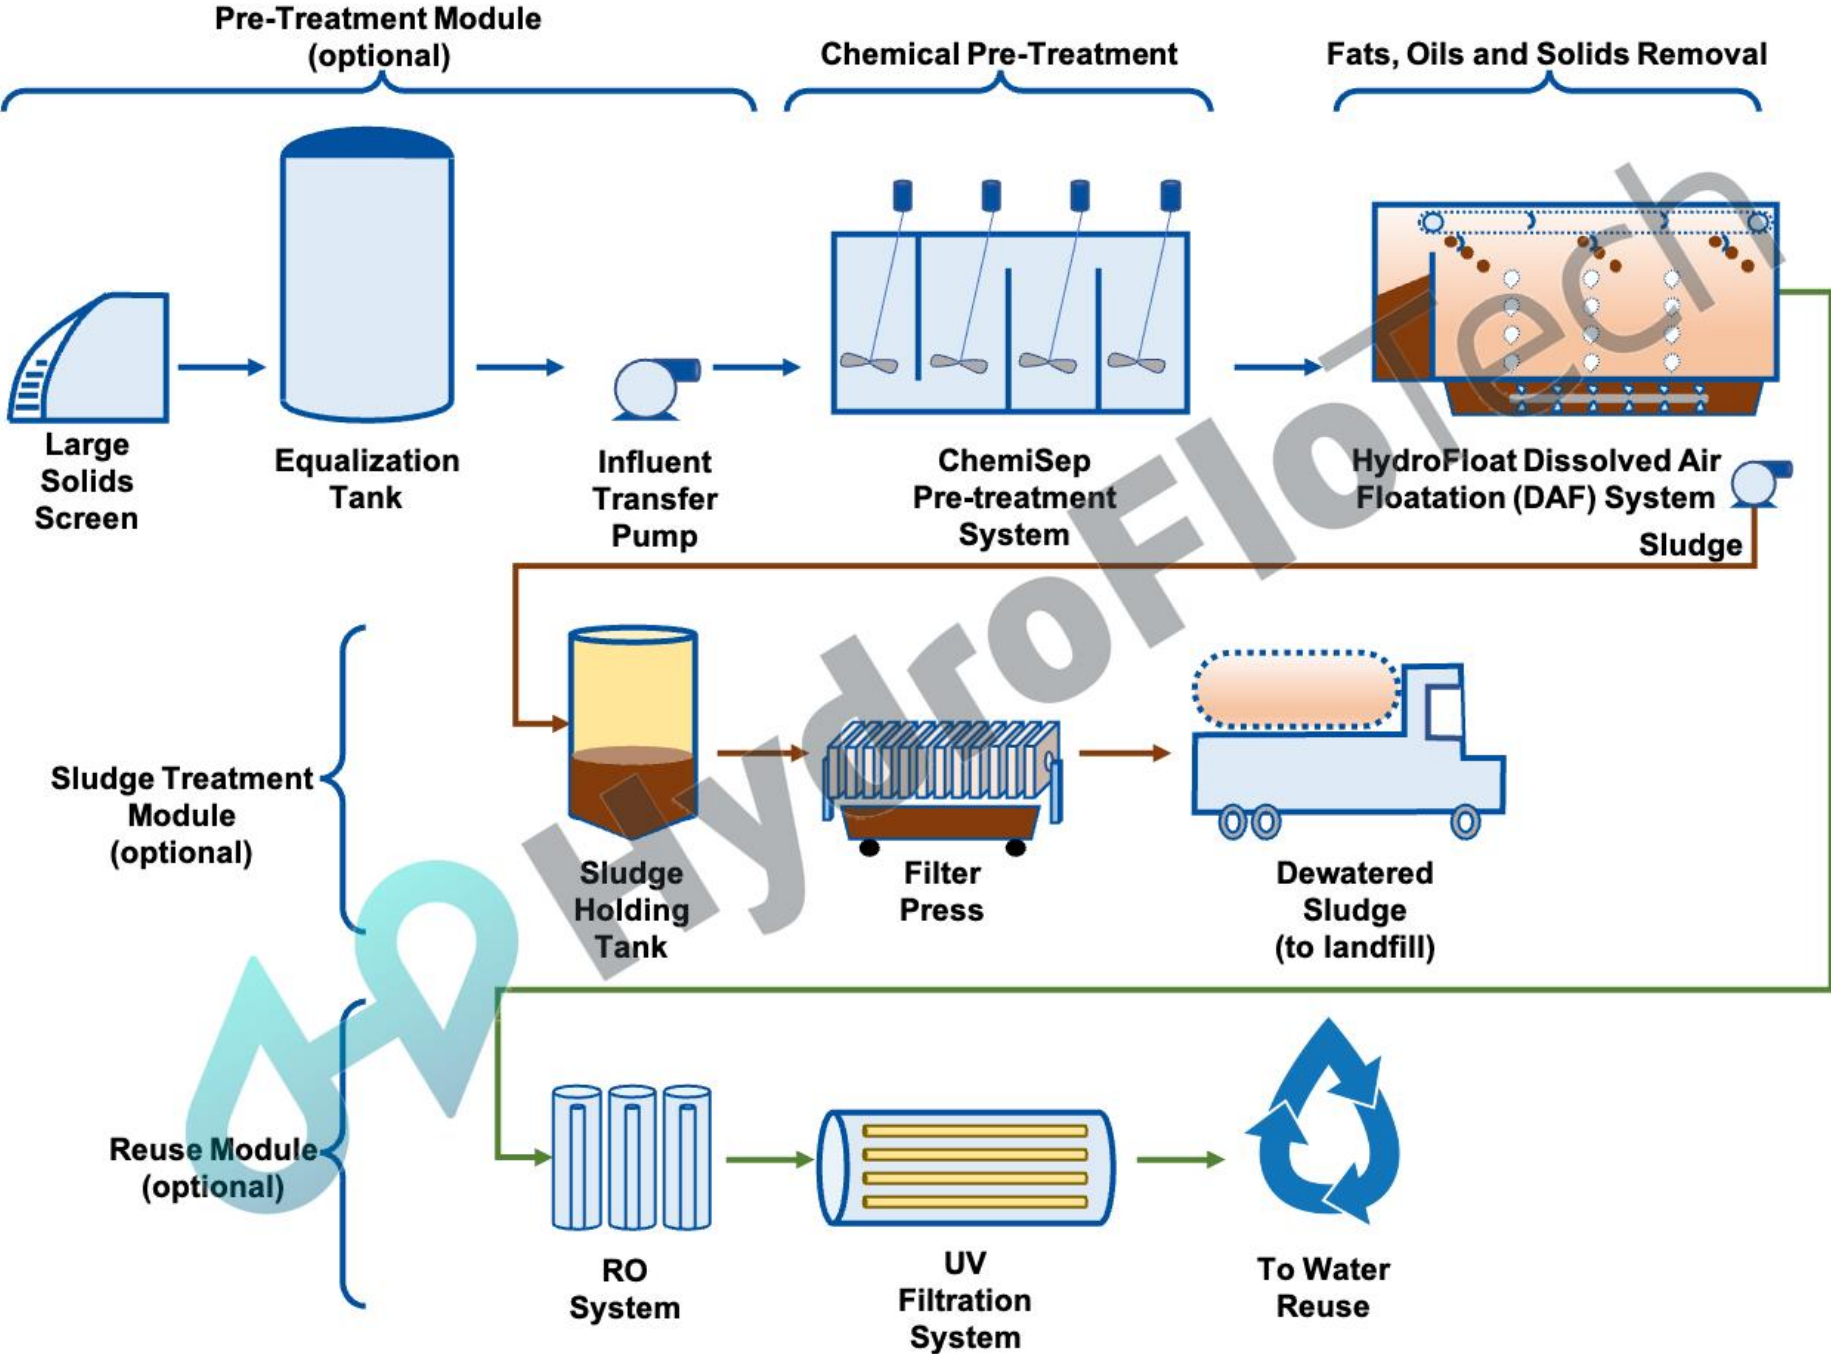 Pre-Treatment Module
(optional)
Chemical Pre-Treatment
Fats, Oils and Solids Removal
Large
Solids
Screen
Equalization
Tank
Influent
Transfer
Pump
ChemiSep
Pre-treatment
System
HydroFloat Dissolved Air
Floatation (DAF) System
Sludge
Sludge Treatment
Module
(optional)
Sludge
Holding
Tank
Filter
Press
Dewatered
Sludge
(to landfill)
Reuse Module
(optional)
RO
System
UV
Filtration
System
To Water
Reuse
HydroFloTech